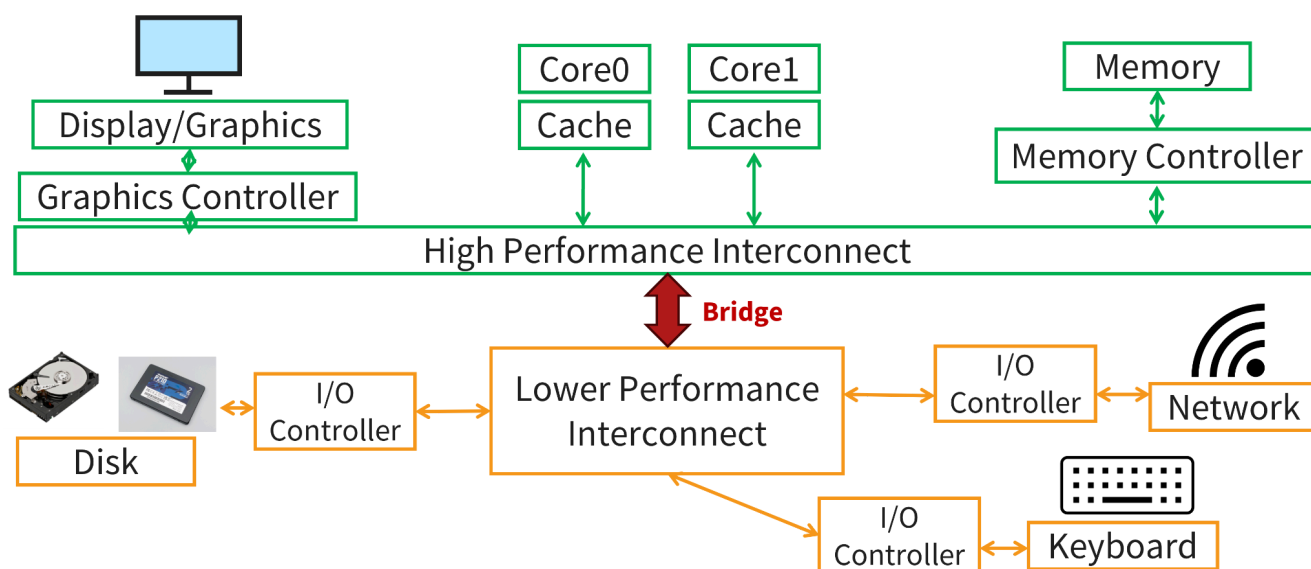 Core0
Core1
Memory
Display/Graphics
Cache
Cache
Memory Controller
Graphics Controller
High Performance Interconnect
Bridge
Lower Performance
Interconnect
I/O
Controller
I/O
Controller
Network
Disk
I/O
Controller
Keyboard